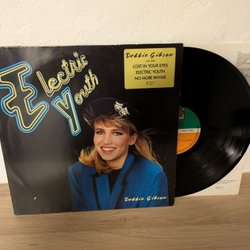 Electric
Youth
Debbie Gibson
LOST IN YOUR EYES
ELECTRIC YOUTH
NO MORE RHYME
Debbie Gibson